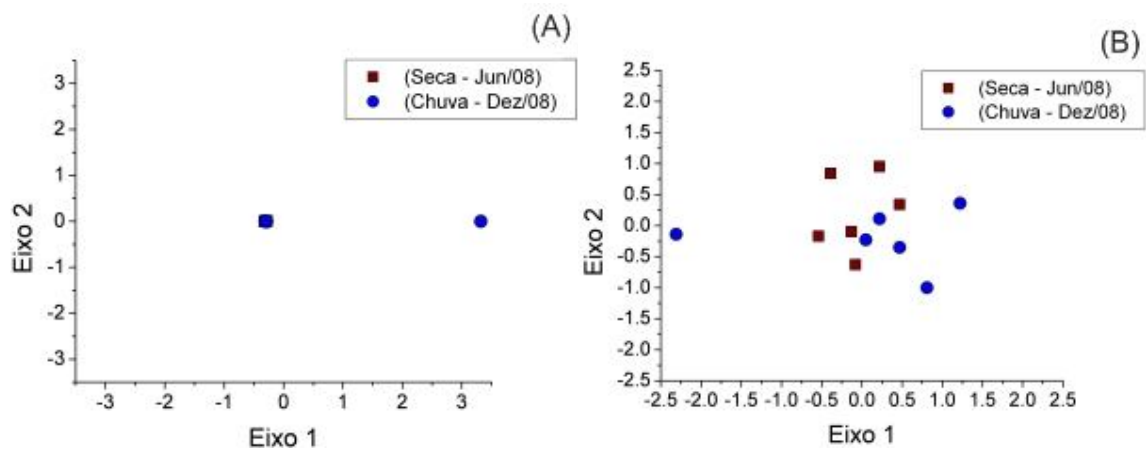 (A)
(Seca - Jun/08)
(Chuva - Dez/08)
3
2
1
0
-1
-2
-3
Eixo 2
-3
-2
-1
0
1
2
3
Eixo 1
(B)
(Seca - Jun/08)
(Chuva - Dez/08)
2.5
2.0
1.5
1.0
0.5
0.0
-0.5
-1.0
-1.5
-2.0
-2.5
Eixo 2
-2.5 -2.0 -1.5 -1.0 -0.5 0.0 0.5 1.0 1.5 2.0 2.5
Eixo 1